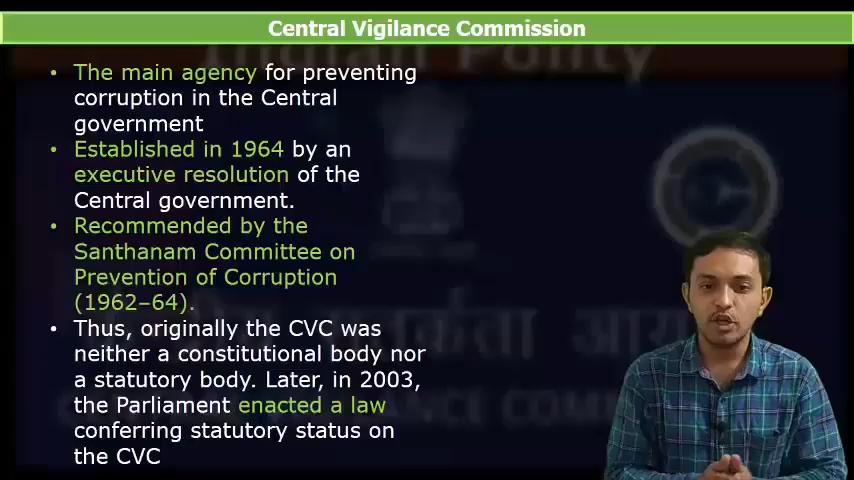 Central Vigilance Commission
Indian Polity
• The main agency for preventing
corruption in the Central
government
• Established in 1964 by an
executive resolution of the
Central government.
• Recommended by the
Santhanam Committee on
Prevention of Corruption
(1962–64).
• Thus, originally the CVC was
neither a constitutional body nor
a statutory body. Later, in 2003,
the Parliament enacted a law
conferring statutory status on
the CVC